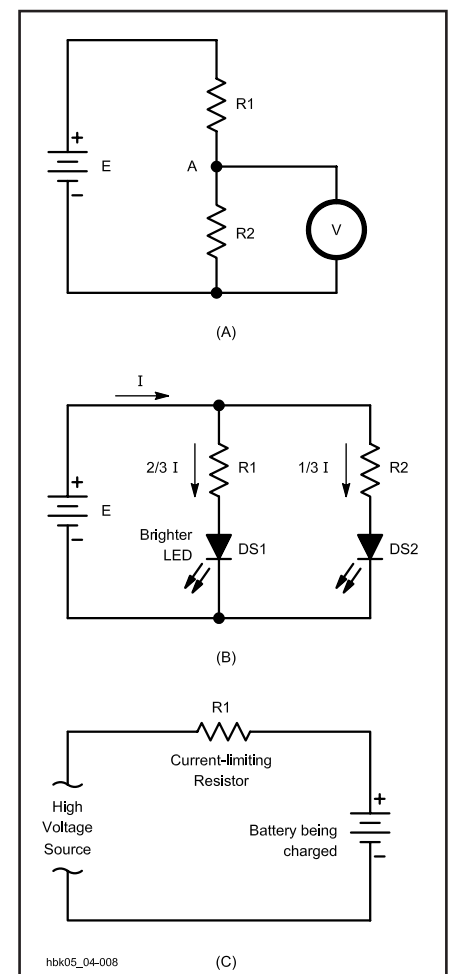 R1
+
E
A
−
R2
V
(A)
I
2/3 I
R1
1/3 I
R2
+
E
−
Brighter
LED
DS1
DS2
(B)
R1
Current-limiting
Resistor
High
Voltage
Source
+
Battery being
charged
−
hbk05_04-008
(C)